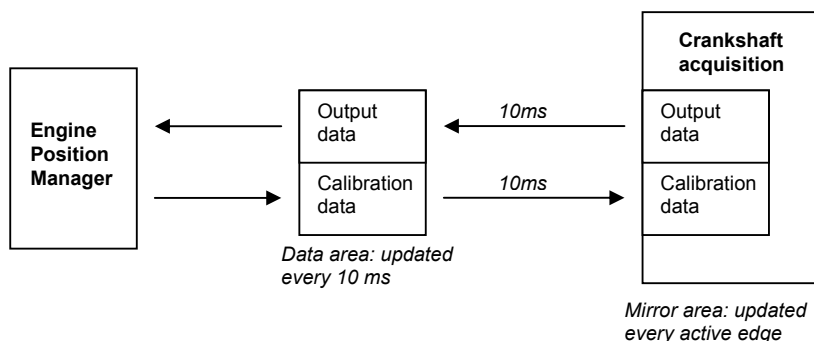 Engine
Position
Manager
Output
data
Calibration
data
Data area: updated
every 10 ms
10ms
10ms
Crankshaft
acquisition
Output
data
Calibration
data
Mirror area: updated
every active edge